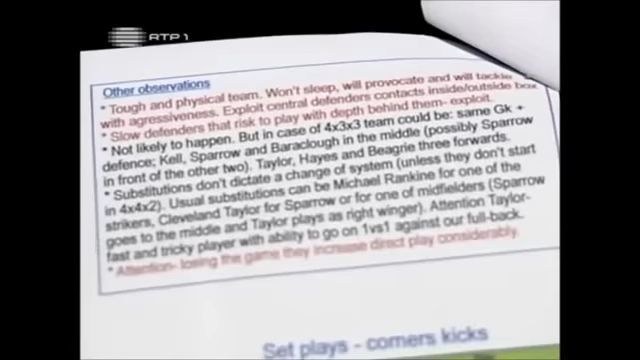 RTP 1
Other observations
* Tough and physical team. Won't sleep, will provocate and will tackle
with agressiveness. Exploit central defenders contacts inside/outside box.
* Slow defenders that risk to play with depth behind them- exploit.
* Not likely to happen. But in case of 4x3x3 team could be: same Gk +
defence; Kell, Sparrow and Baraclough in the middle (possibly Sparrow
in front of the other two). Taylor, Hayes and Beagrie three forwards.
* Substitutions don't dictate a change of system (unless they don't start
in 4x4x2). Usual substitutions can be Michael Rankine for one of the
strikers, Cleveland Taylor for Sparrow or for one of midfielders (Sparrow
goes to the middle and Taylor plays as right winger). Attention Taylor-
fast and tricky player with ability to go on 1vs1 against our full-back.
* Attention- losing the game they increase direct play considerably.
Set plays - corners kicks